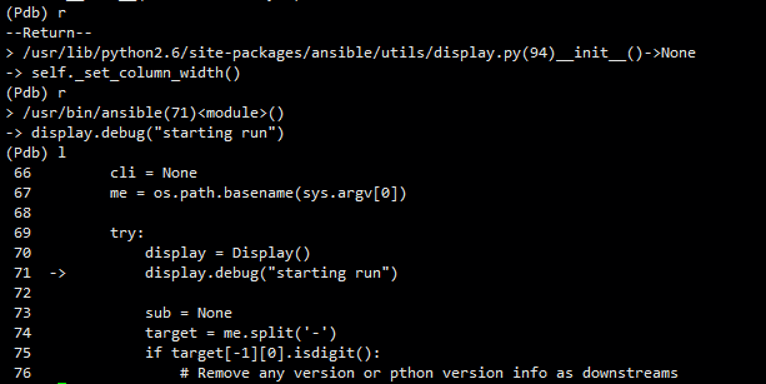 (Pdb) r
--Return--
> /usr/lib/python2.6/site-packages/ansible/utils/display.py(94)__init__()->None
-> self._set_column_width()
(Pdb) r
> /usr/bin/ansible(71)<module>()
-> display.debug("starting run")
(Pdb) l
 66         cli = None
 67         me = os.path.basename(sys.argv[0])
 68
 69         try:
 70             display = Display()
 71  ->         display.debug("starting run")
 72
 73             sub = None
 74             target = me.split('-')
 75             if target[-1][0].isdigit():
 76                 # Remove any version or pthon version info as downstreams